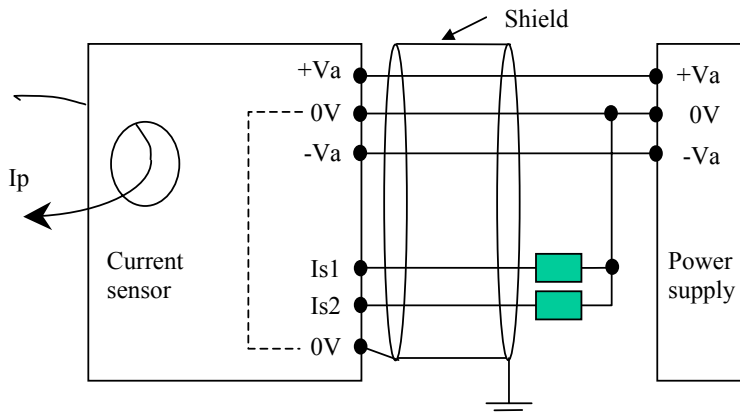 Shield
+Va
0V
-Va
Ip
Current
sensor
Is1
Is2
0V
+Va
0V
-Va
Power
supply